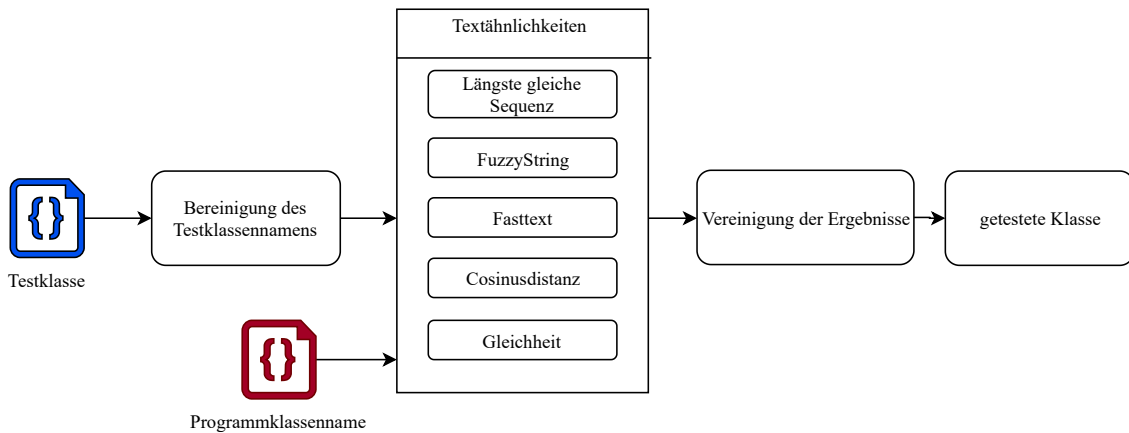 Textähnlichkeiten
Längste gleiche
Sequenz
FuzzyString
Fasttext
Cosinusdistanz
Gleichheit
{}
Testklasse
Bereinigung des
Testklassennamens
{}
Programmklassenname
Vereinigung der Ergebnisse
getestete Klasse